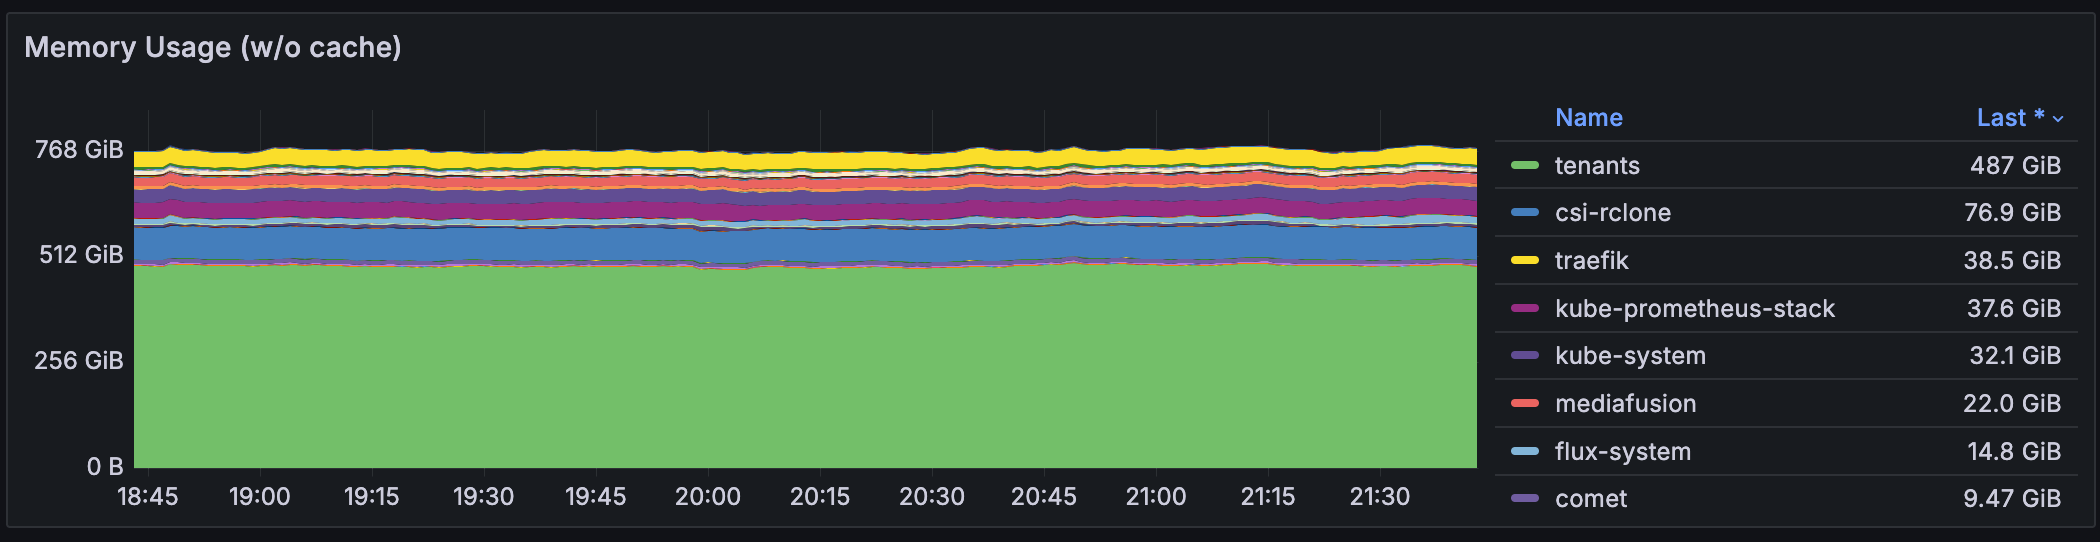 Memory Usage (w/o cache)
768 GiB
512 GiB
256 GiB
0 B
18:45 19:00 19:15 19:30 19:45 20:00 20:15 20:30 20:45 21:00 21:15 21:30
Name Last *
tenants 487 GiB
csi-rclone 76.9 GiB
traefik 38.5 GiB
kube-prometheus-stack 37.6 GiB
kube-system 32.1 GiB
mediafusion 22.0 GiB
flux-system 14.8 GiB
comet 9.47 GiB